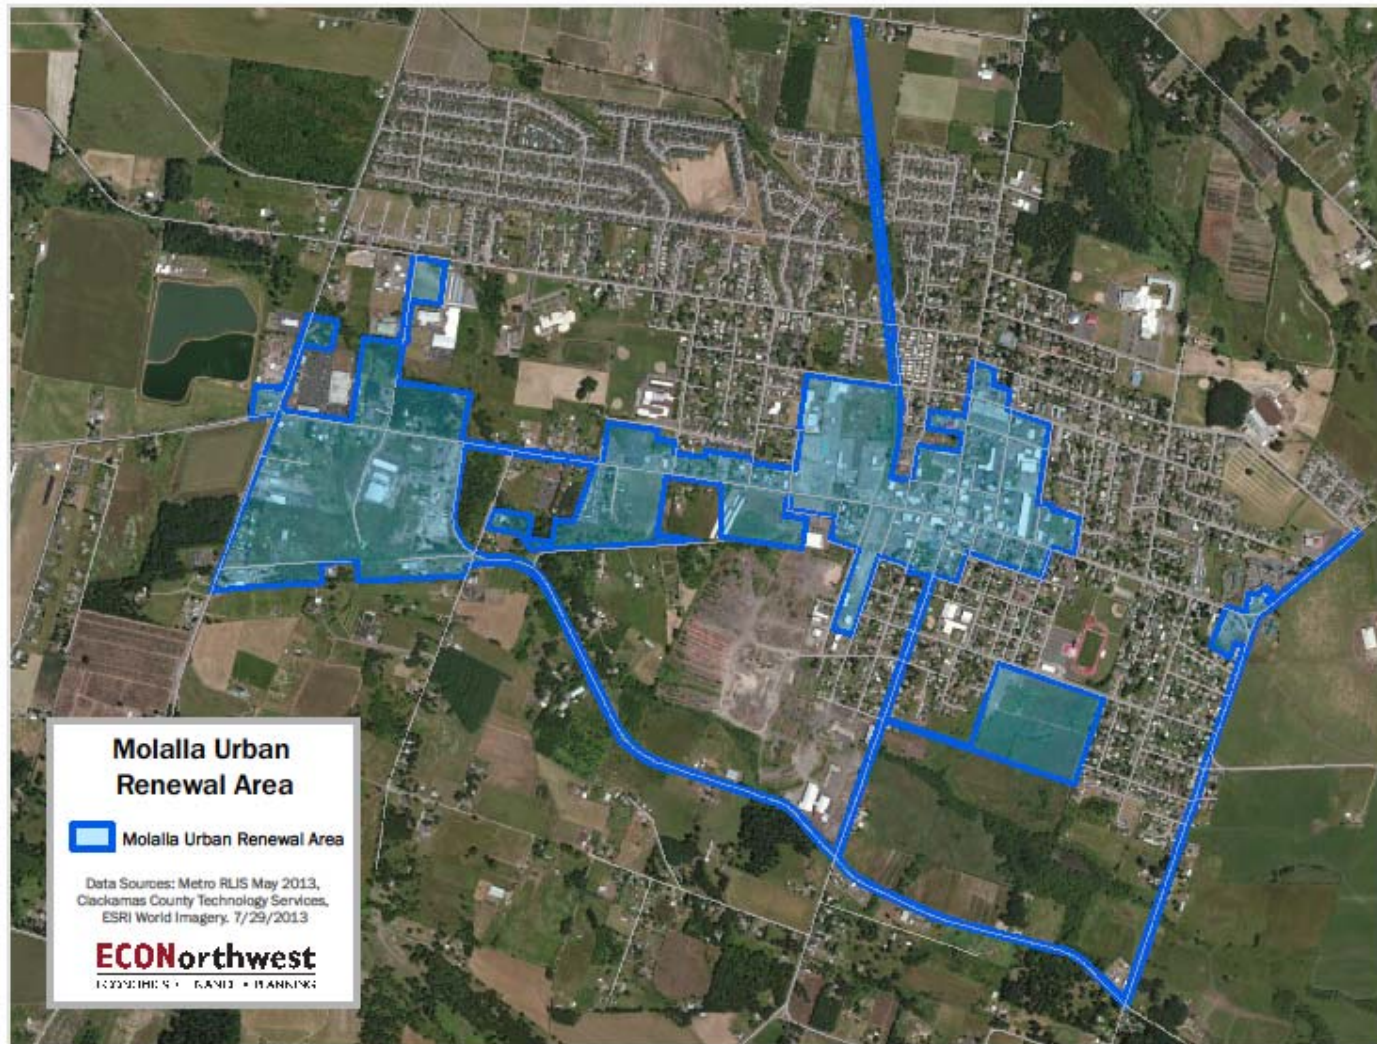 Molalla Urban
Renewal Area
Molalla Urban Renewal Area
Data Sources: Metro RLIS May 2013,
Clackamas County Technology Services,
ESRI World Imagery. 7/29/2013
ECONorthwest
PLANNING